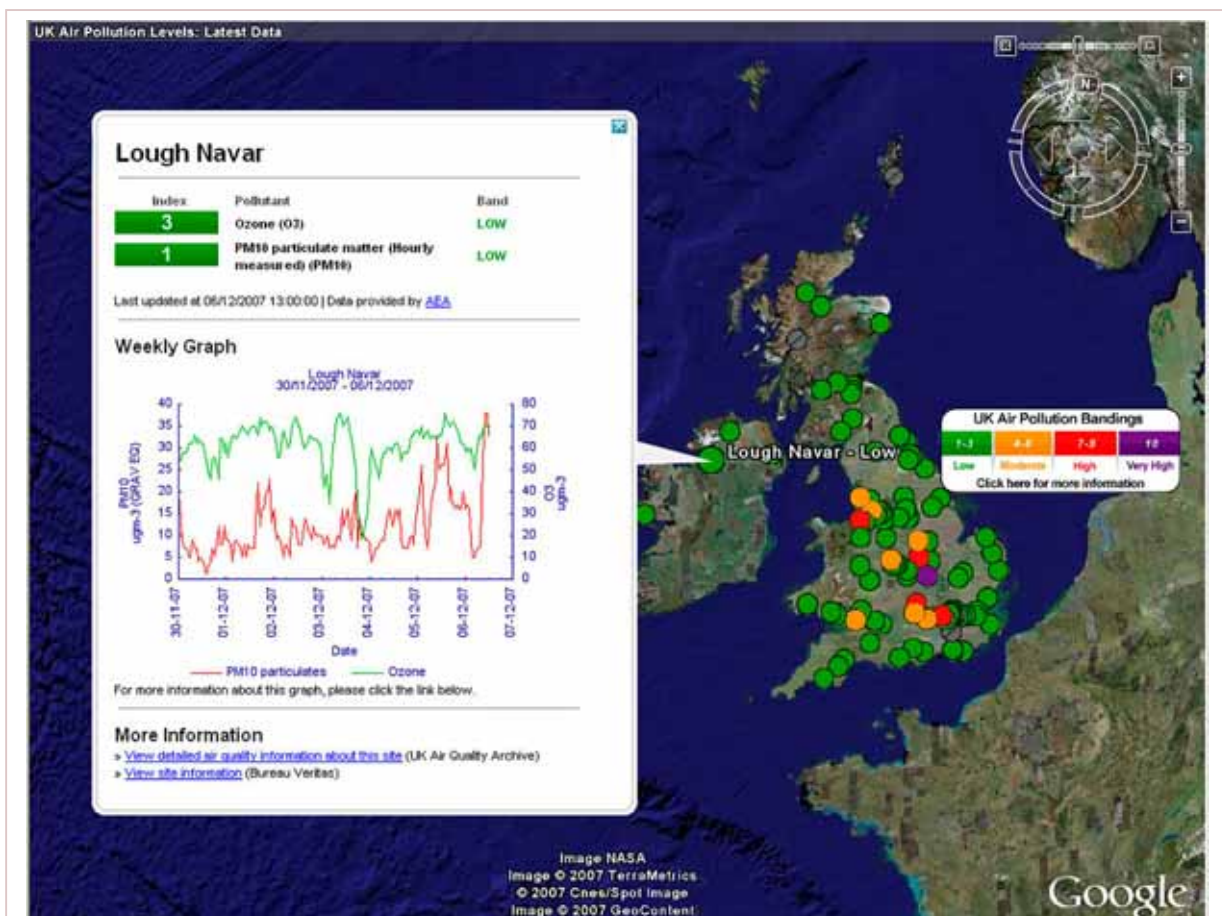 UK Air Pollution Levels: Latest Data
N
Lough Navar
Index Pollutant Band
3 Ozone (O3) LOW
1 PM10 particulate matter (Hourly
measured) (PM10) LOW
Last updated at 06/12/2007 13:00:00 | Data provided by AEA
Weekly Graph
Lough Navar
30/11/2007 - 06/12/2007
40 80
35 70
30 60
25 50
20 40
15 30
10 20
5 10
0 0
PM10
ugm-3 (GRAV EQ)
O3
ugm-3
30-11-07 01-12-07 02-12-07 03-12-07 04-12-07 05-12-07 06-12-07 07-12-07
Date
PM10 particulates Ozone
For more information about this graph, please click the link below.
More Information
» View detailed air quality information about this site (UK Air Quality Archive)
» View site information (Bureau Veritas)
Lough Navar - Low
UK Air Pollution Bandings
1-3 10
Low Moderate High Very High
Click here for more information
Image NASA
Image © 2007 TerraMetrics
© 2007 Cnes/Spot Image
Image © 2007 GeoContent
Google